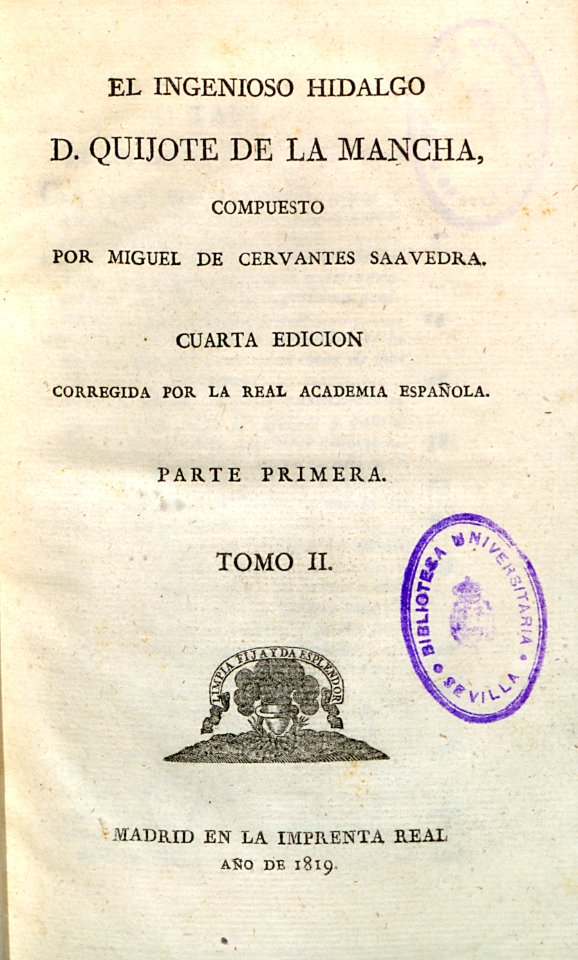 EL INGENIOSO HIDALGO
D. QUIJOTE DE LA MANCHA,
COMPUESTO
POR MIGUEL DE CERVANTES SAAVEDRA.
CUARTA EDICION
CORREGIDA POR LA REAL ACADEMIA ESPAÑOLA.
PARTE PRIMERA.
TOMO II.
BIBLIOTECA UNIVERSITARIA
SEVILLA
LIMPIA FIJA Y DA ESPLENDOR
MADRID EN LA IMPRENTA REAL
AÑO DE 1819.